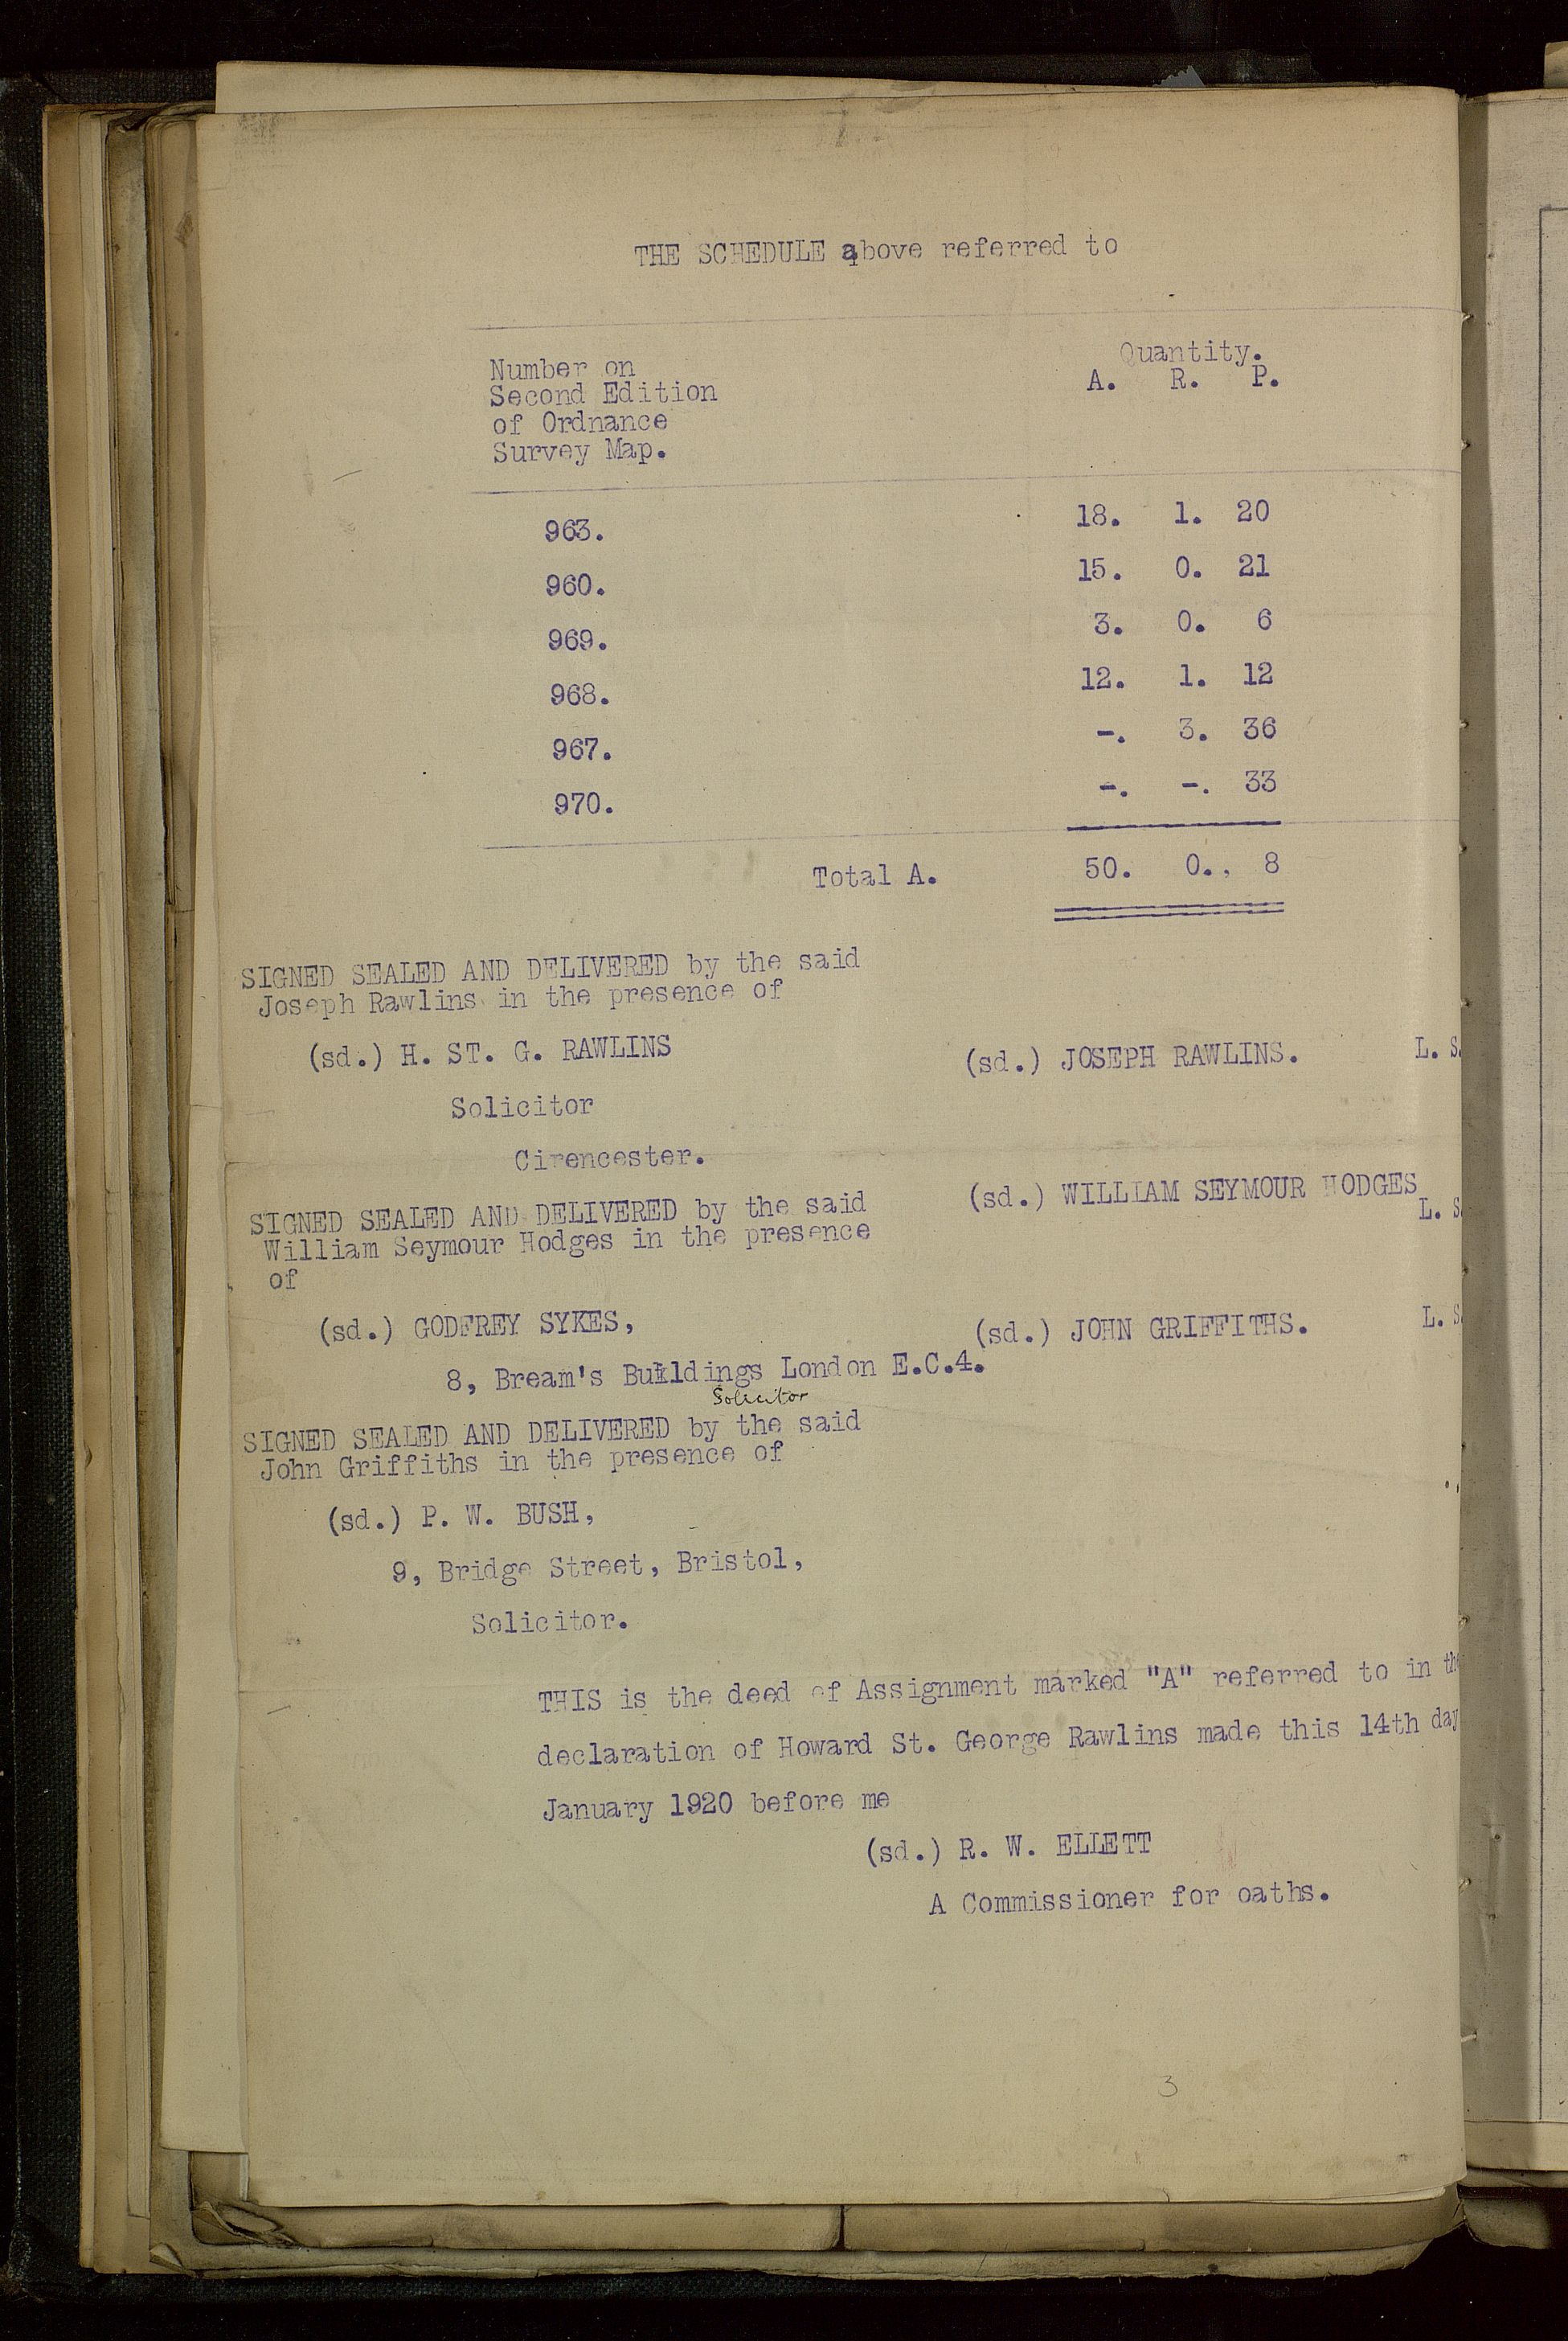 THE SCHEDULE above referred to
Quantity.
Number on
Second Edition
of Ordnance
Survey Map.
A. R. P.
963. 18. 1. 20
960. 15. 0. 21
969. 3. 0. 6
968. 12. 1. 12
967. -. 3. 36
970. -. -. 33
Total A. 50. 0., 8
SIGNED SEALED AND DELIVERED by the said
Joseph Rawlins in the presence of
(sd.) H. ST. G. RAWLINS (sd.) JOSEPH RAWLINS. L. S.
Solicitor
Cirencester.
(sd.) WILLIAM SEYMOUR HODGES
L. S.
SIGNED SEALED AND DELIVERED by the said
William Seymour Hodges in the presence
of
(sd.) GODFREY SYKES, (sd.) JOHN GRIFFITHS. L. S.
8, Bream's Buildings London E.C.4.
Solicitor
SIGNED SEALED AND DELIVERED by the said
John Griffiths in the presence of
(sd.) P. W. BUSH,
9, Bridge Street, Bristol,
Solicitor.
THIS is the deed of Assignment marked "A" referred to in the
declaration of Howard St. George Rawlins made this 14th day
January 1920 before me
(sd.) R. W. ELLETT
A Commissioner for oaths.
3